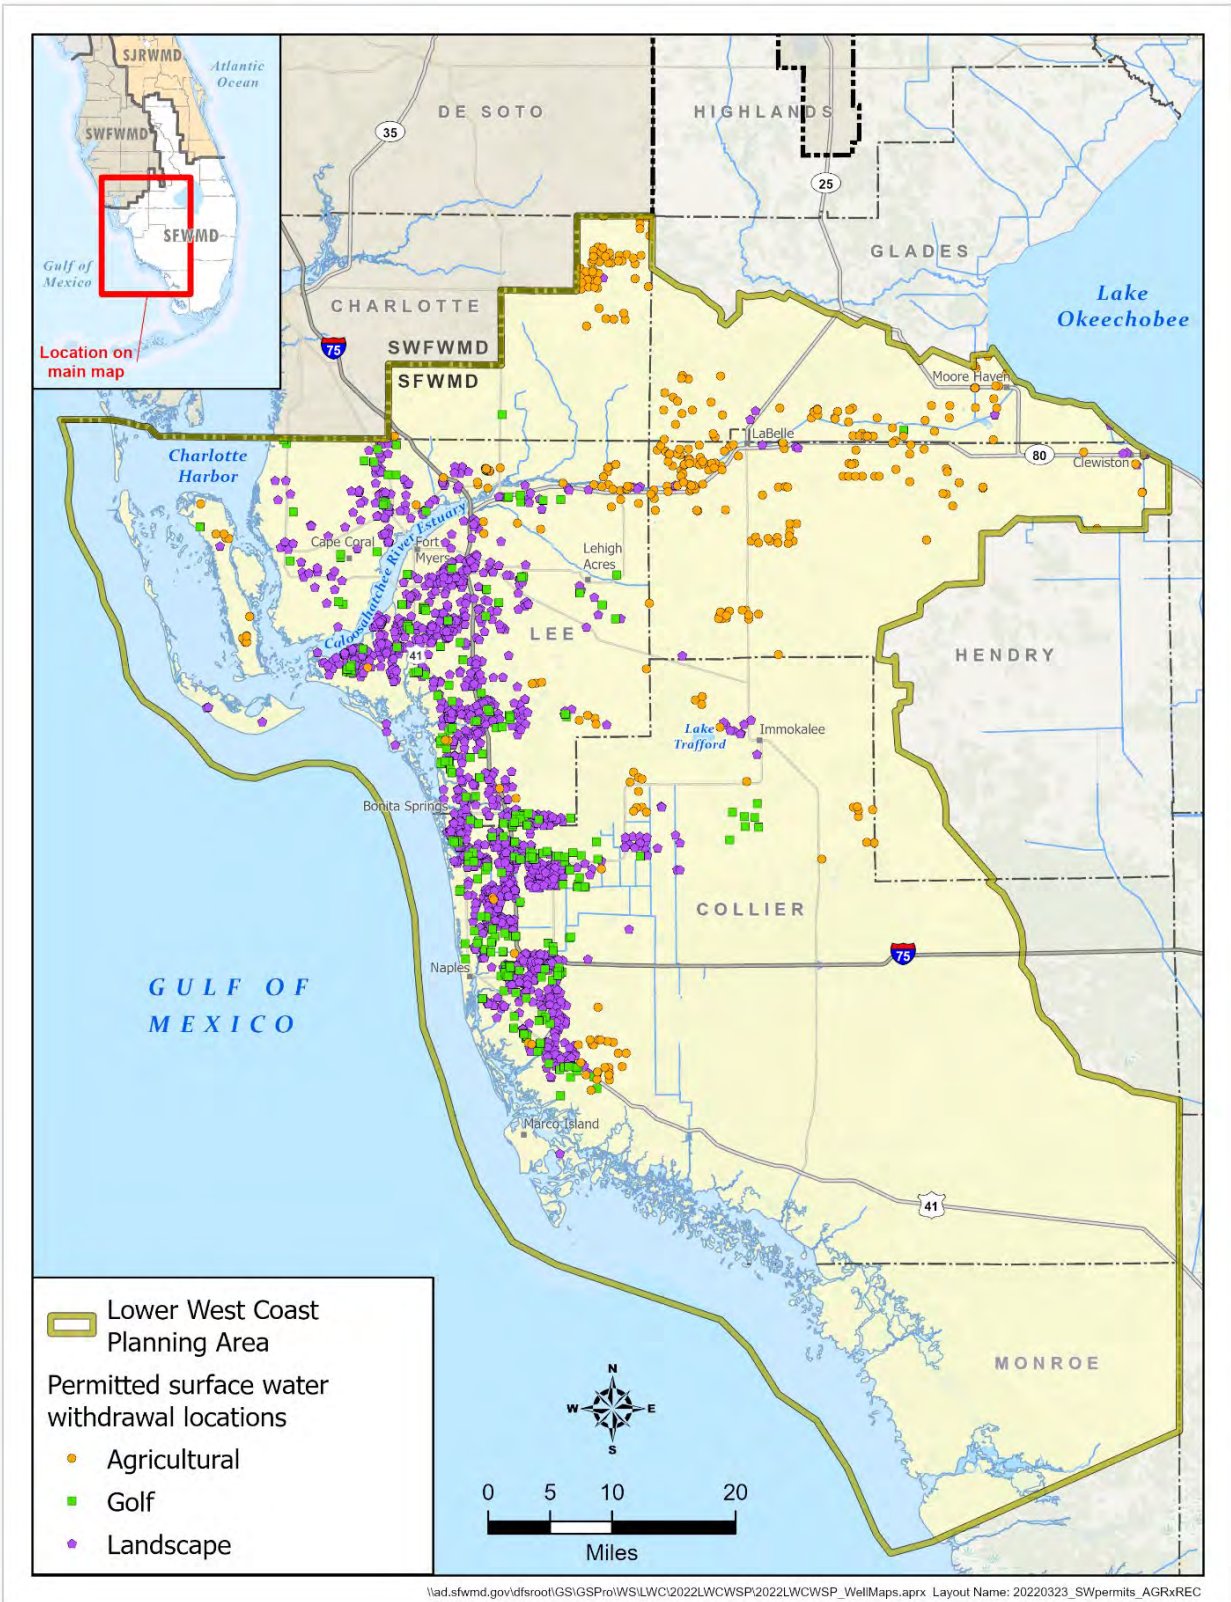 SJRWMD
Atlantic
Ocean
SWFWMD
SFWMD
Gulf of
Mexico
Location on
main map
DE SOTO
HIGHLANDS
35
25
GLADES
Lake
Okeechobee
CHARLOTTE
75
SWFWMD
SFWMD
Moore Haven
LaBelle
80
Clewiston
Charlotte
Harbor
Cape Coral
Fort
Myers
Caloosahatchee River Estuary
Lehigh
Acres
LEE
41
HENDRY
Lake
Trafford
Immokalee
Bonita Springs
COLLIER
75
Naples
GULF OF
MEXICO
Marco Island
41
MONROE
Lower West Coast
Planning Area
Permitted surface water
withdrawal locations
Agricultural
Golf
Landscape
N
W E
S
0 5 10 20
Miles
\\ad.sfwmd.gov\dfsroot\GS\GSPro\WS\LWC\2022LWCWSP\2022LWCWSP_WellMaps.aprx Layout Name: 20220323_SWpermits_AGRxREC